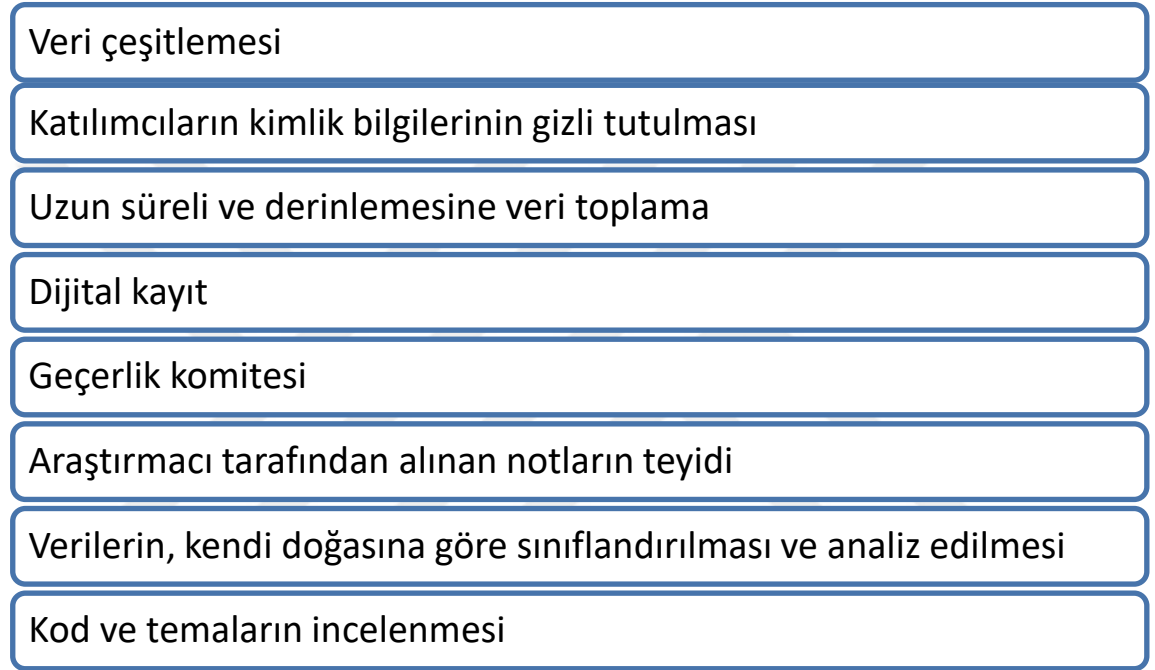 Veri çeşitlemesi
Katılımcıların kimlik bilgilerinin gizli tutulması
Uzun süreli ve derinlemesine veri toplama
Dijital kayıt
Geçerlik komitesi
Araştırmacı tarafından alınan notların teyidi
Verilerin, kendi doğasına göre sınıflandırılması ve analiz edilmesi
Kod ve temaların incelenmesi